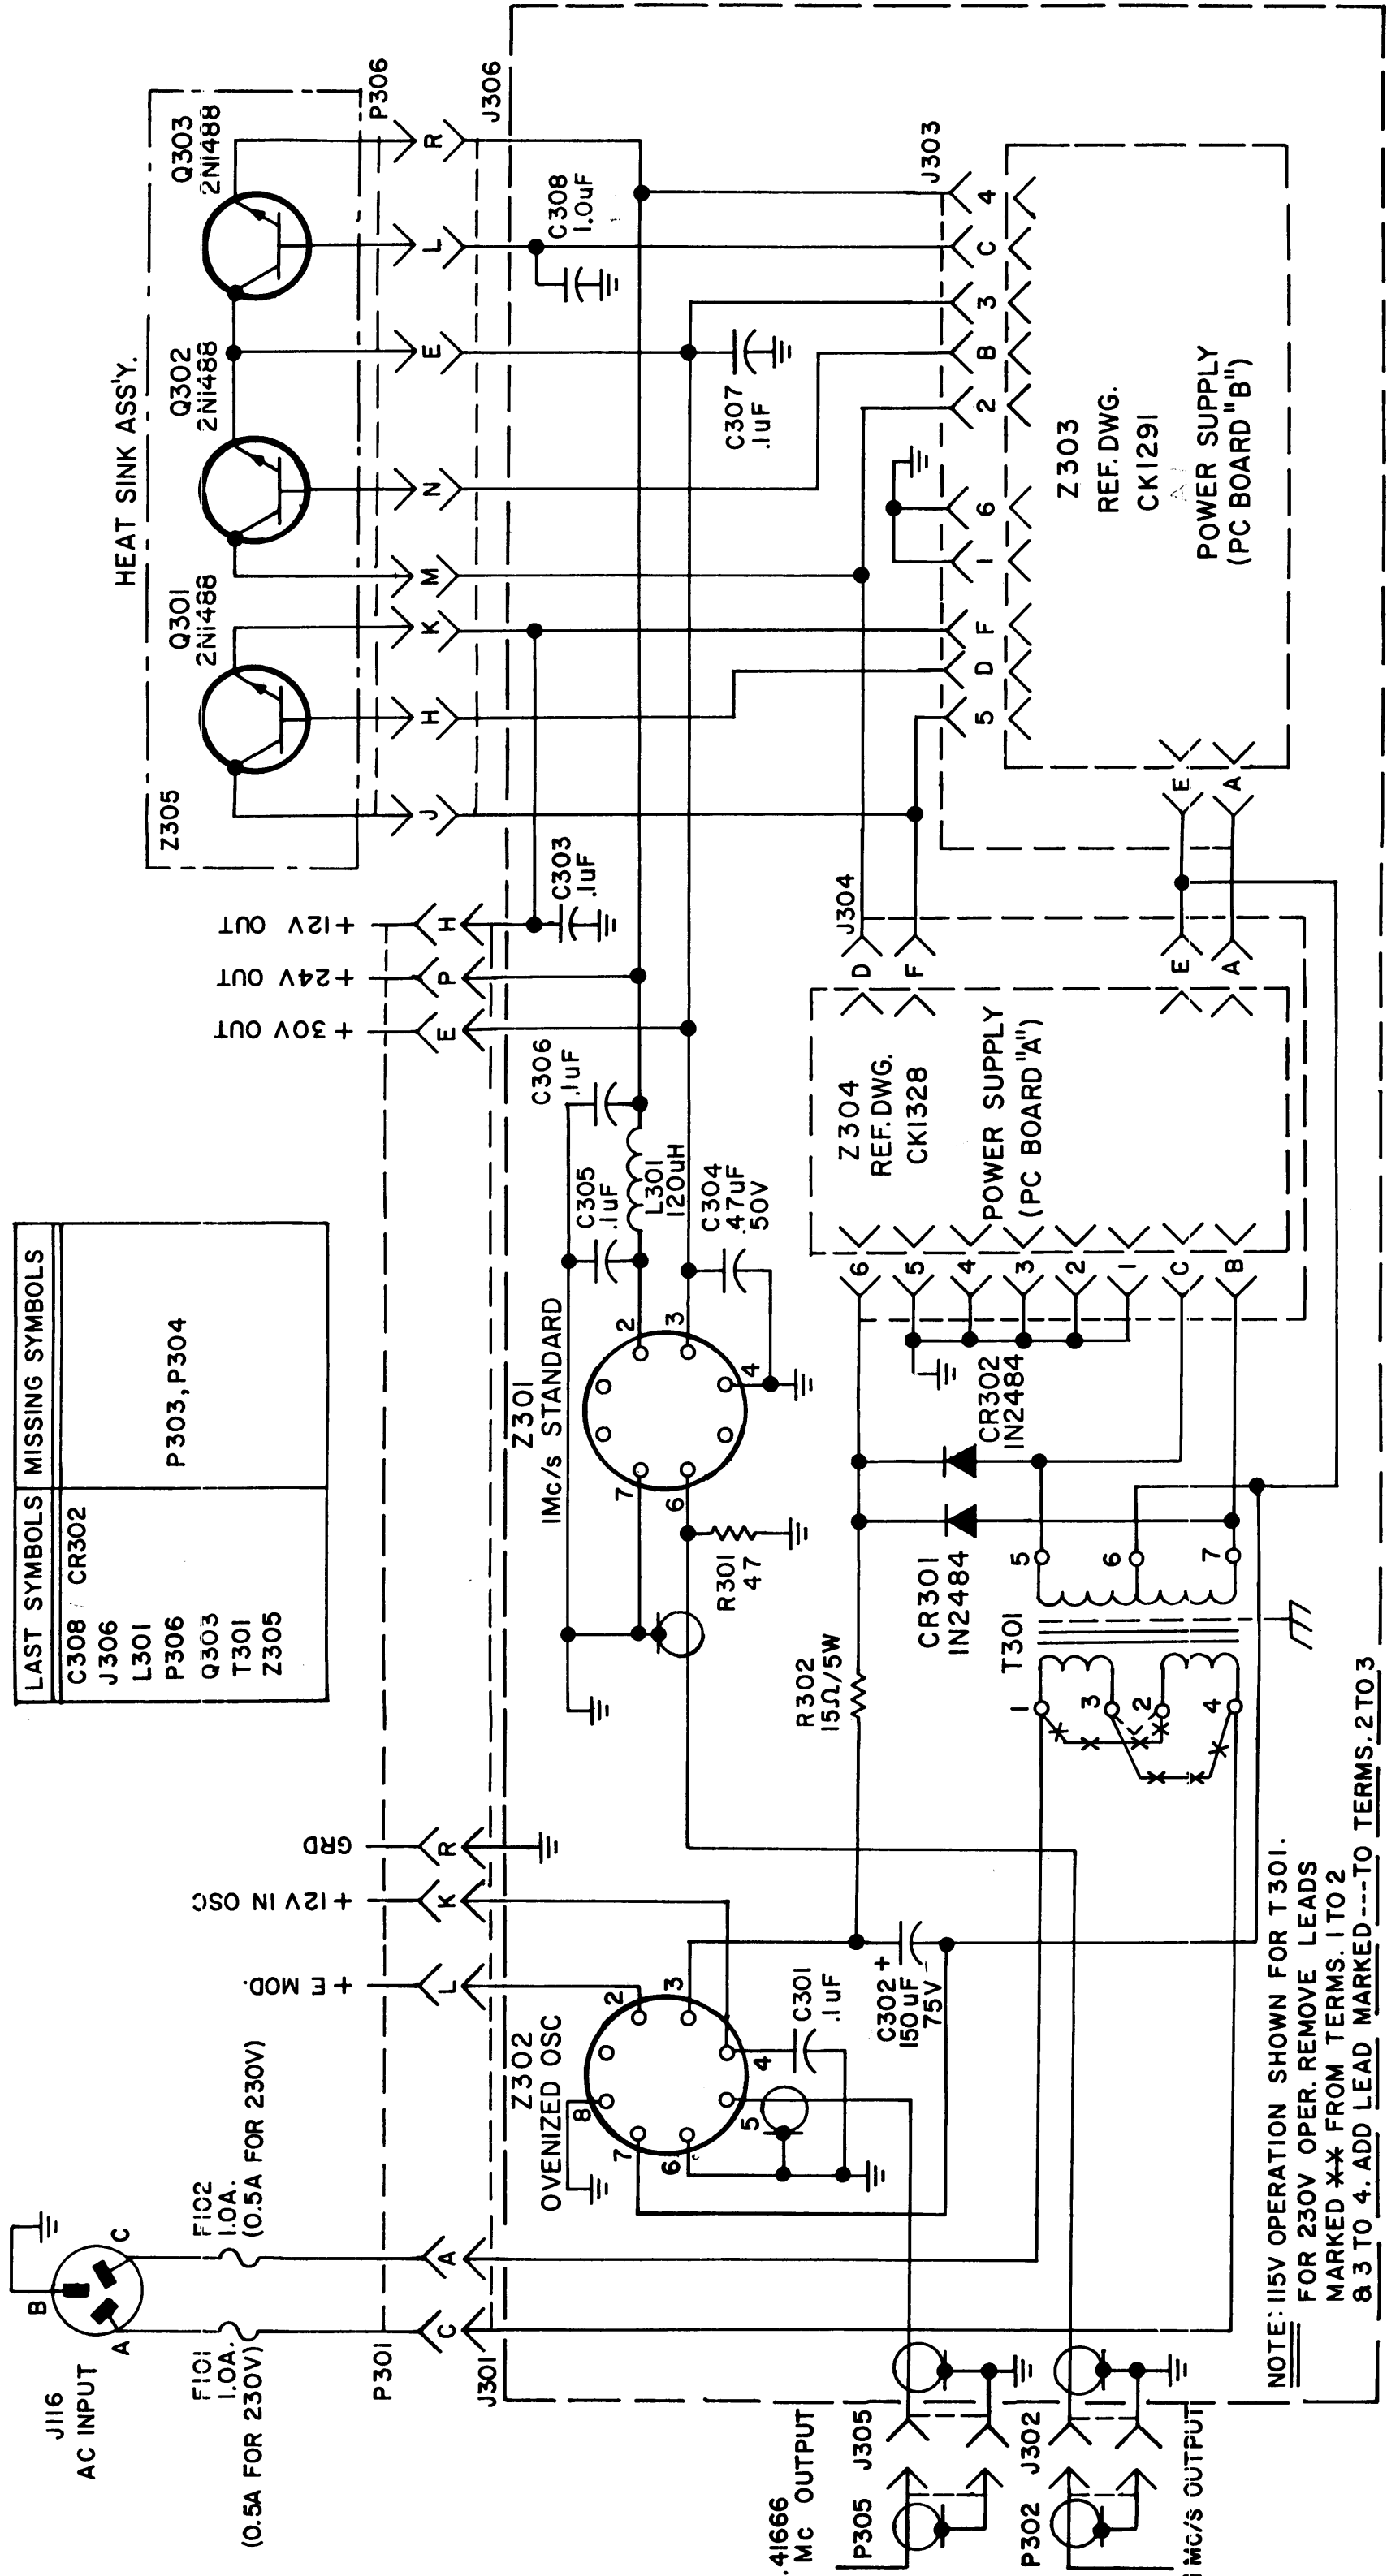 J116
AC INPUT
A
B
C
F101
1.0A.
(0.5A FOR 230V)
F102
1.0A.
(0.5A FOR 230V)
P301
J301
C
A
L
K
R
+ E MOD.
+12V IN OSC
GRD
E
P
H
+ 30V OUT
+24V OUT
+12V OUT
LAST SYMBOLS
MISSING SYMBOLS
C308 CR302
J306
L301
P306
Q303
T301
Z305
P303, P304
HEAT SINK ASS'Y.
Z305
Q301
2N1488
Q302
2N1488
Q303
2N1488
P306
J306
J
H
K
M
N
E
L
R
Z302
OVENIZED OSC
2
3
4
5
6
7
8
C301
.1uF
C302
150uF
75V
+
-
Z301
1Mc/s STANDARD
2
3
4
6
7
R301
47
C305
.1uF
C306
.1uF
L301
120uH
C304
.47uF
50V
C303
.1uF
C307
.1uF
C308
1.0uF
R302
15Ω/5W
CR301
1N2484
CR302
1N2484
T301
1
3
2
4
5
6
7
J304
6
5
4
3
2
1
C
B
D
F
E
A
Z304
REF. DWG.
CK1328
POWER SUPPLY
(PC BOARD "A")
J303
5
D
F
1
6
2
B
3
C
4
E
A
Z303
REF. DWG.
CK1291
POWER SUPPLY
(PC BOARD "B")
.41666
MC OUTPUT
P305
J305
P302
J302
1MC/s OUTPUT
NOTE: 115V OPERATION SHOWN FOR T301.
FOR 230V OPER. REMOVE LEADS
MARKED XX FROM TERMS. 1 TO 2
& 3 TO 4. ADD LEAD MARKED---TO TERMS. 2 TO 3